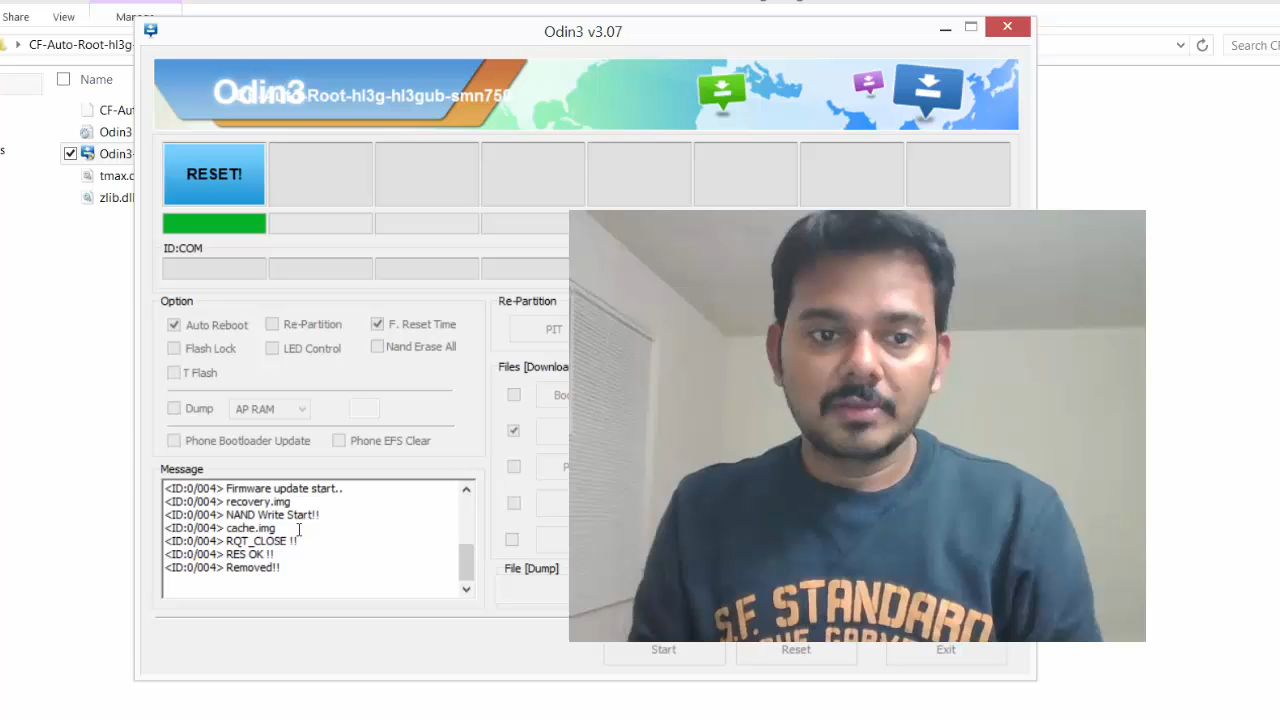 Share View Mana
Odin3 v3.07
CF-Auto-Root-hl3g-
Search CF
Name
Odin3
Root-hl3g-hl3gub-smn750
CF-Au
Odin3
Odin3-
tmax.d
zlib.dll
RESET!
ID:COM
Option
Auto Reboot
Re-Partition
F. Reset Time
Flash Lock
LED Control
Nand Erase All
T Flash
Dump
AP RAM
Phone Bootloader Update
Phone EFS Clear
Re-Partition
PIT
Files [Downloa
Boo
P
File [Dump]
Message
<ID:0/004> Firmware update start..
<ID:0/004> recovery.img
<ID:0/004> NAND Write Start!!
<ID:0/004> cache.img
<ID:0/004> RQT_CLOSE !!
<ID:0/004> RES OK !!
<ID:0/004> Removed!!
Start
Reset
Exit
S.F. STANDARD